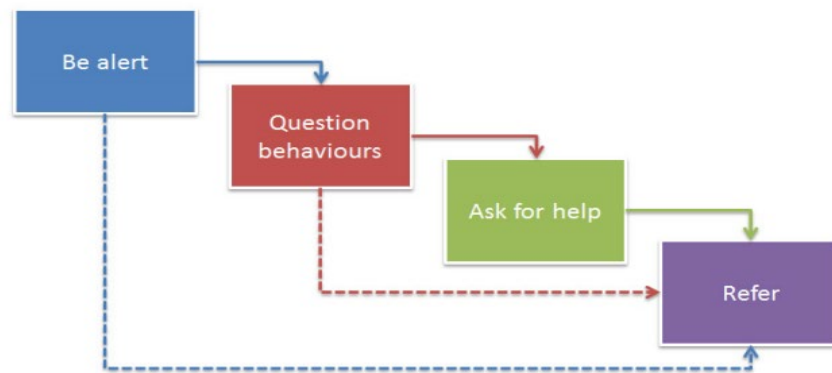 Be alert
Question
behaviours
Ask for help
Refer